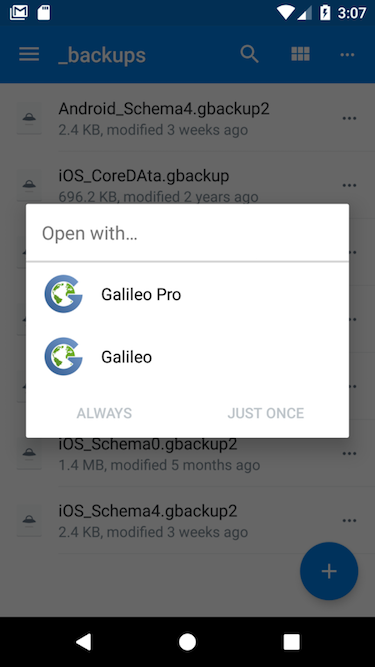 3:07
_backups
Android_Schema4.gbackup2
2.4 KB, modified 3 weeks ago
iOS_CoreDAta.gbackup
696.2 KB, modified 2 years ago
Open with...
Galileo Pro
Galileo
ALWAYS JUST ONCE
iOS_Schema0.gbackup2
1.4 MB, modified 5 months ago
iOS_Schema4.gbackup2
2.4 KB, modified 3 weeks ago